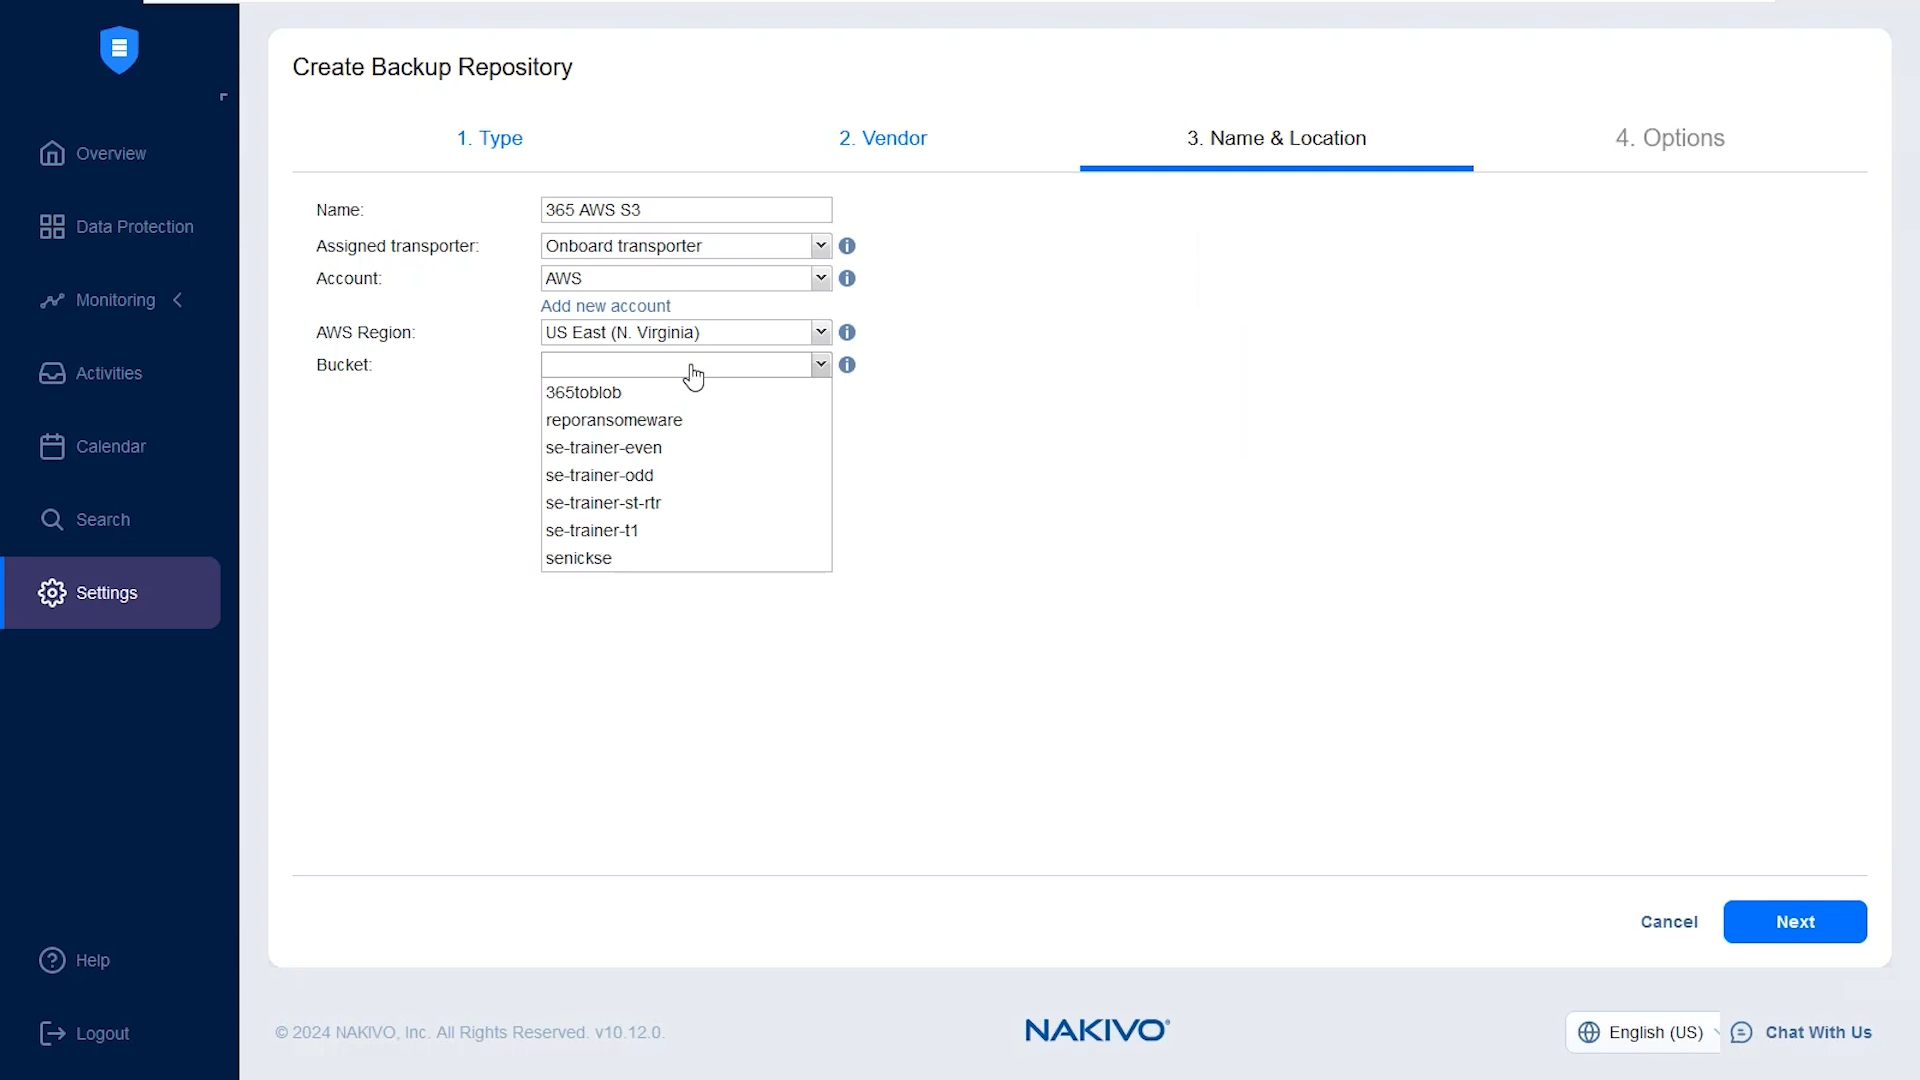 Create Backup Repository
1. Type
2. Vendor
3. Name & Location
4. Options
Overview
Data Protection
Monitoring
Activities
Calendar
Search
Settings
Help
Logout
Name: 365 AWS S3
Assigned transporter: Onboard transporter
Account: AWS
Add new account
AWS Region: US East (N. Virginia)
Bucket:
365toblob
reporansomeware
se-trainer-even
se-trainer-odd
se-trainer-st-rtr
se-trainer-t1
senickse
Cancel
Next
© 2024 NAKIVO, Inc. All Rights Reserved. v10.12.0.
NAKIVO®
English (US)
Chat With Us